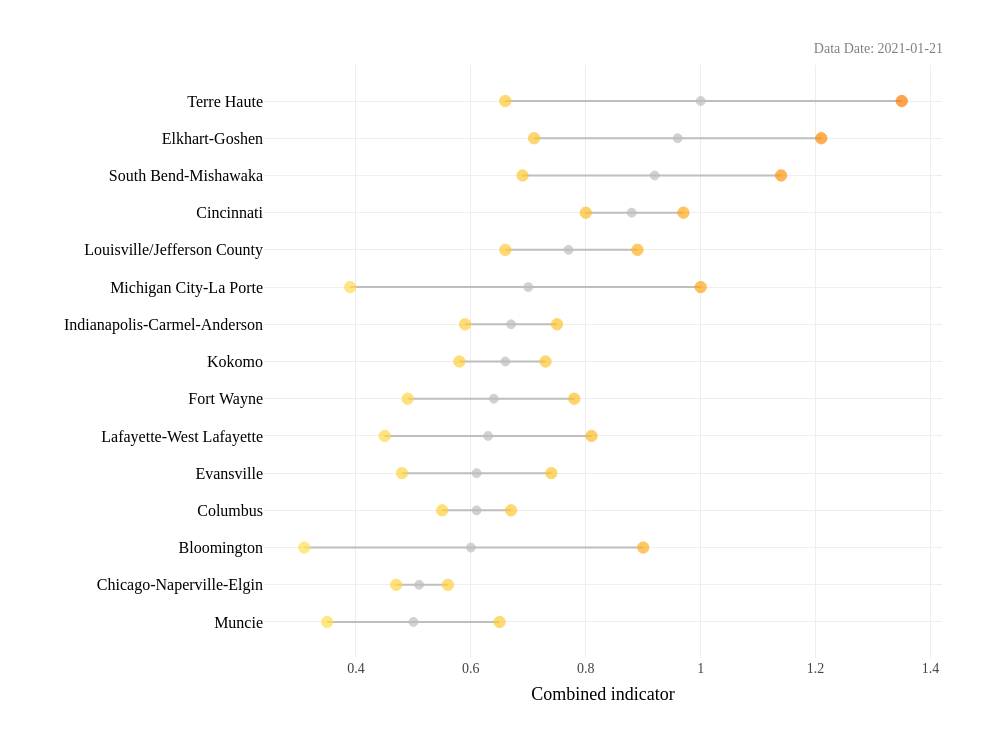 Data Date: 2021-01-21
Terre Haute
Elkhart-Goshen
South Bend-Mishawaka
Cincinnati
Louisville/Jefferson County
Michigan City-La Porte
Indianapolis-Carmel-Anderson
Kokomo
Fort Wayne
Lafayette-West Lafayette
Evansville
Columbus
Bloomington
Chicago-Naperville-Elgin
Muncie
0.4 0.6 0.8 1 1.2 1.4
Combined indicator